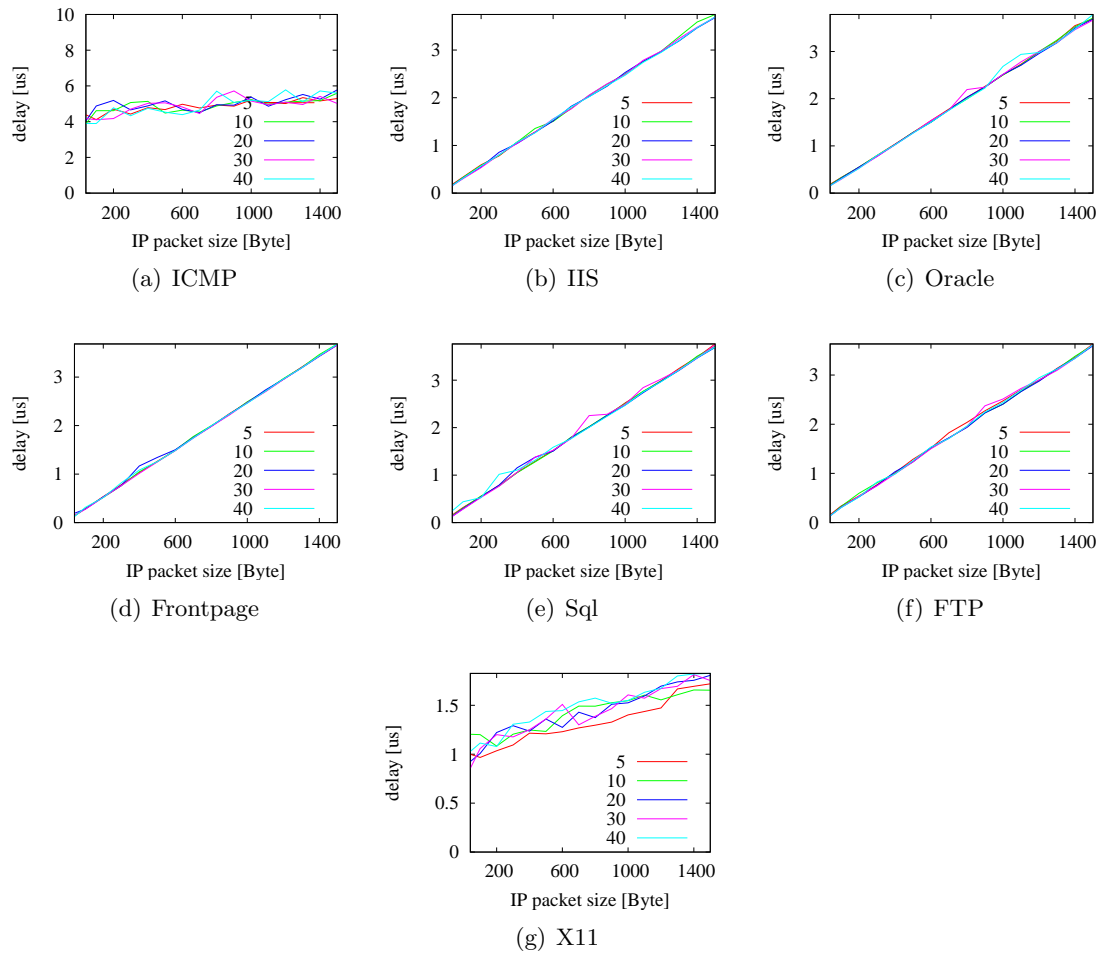 10
8
6
4
2
0
delay [us]
5
10
20
30
40
200 600 1000 1400
IP packet size [Byte]
(a) ICMP
3
2
1
0
delay [us]
5
10
20
30
40
200 600 1000 1400
IP packet size [Byte]
(b) IIS
3
2
1
0
delay [us]
5
10
20
30
40
200 600 1000 1400
IP packet size [Byte]
(c) Oracle
3
2
1
0
delay [us]
5
10
20
30
40
200 600 1000 1400
IP packet size [Byte]
(d) Frontpage
3
2
1
0
delay [us]
5
10
20
30
40
200 600 1000 1400
IP packet size [Byte]
(e) Sql
3
2
1
0
delay [us]
5
10
20
30
40
200 600 1000 1400
IP packet size [Byte]
(f) FTP
1.5
1
0.5
0
delay [us]
5
10
20
30
40
200 600 1000 1400
IP packet size [Byte]
(g) X11